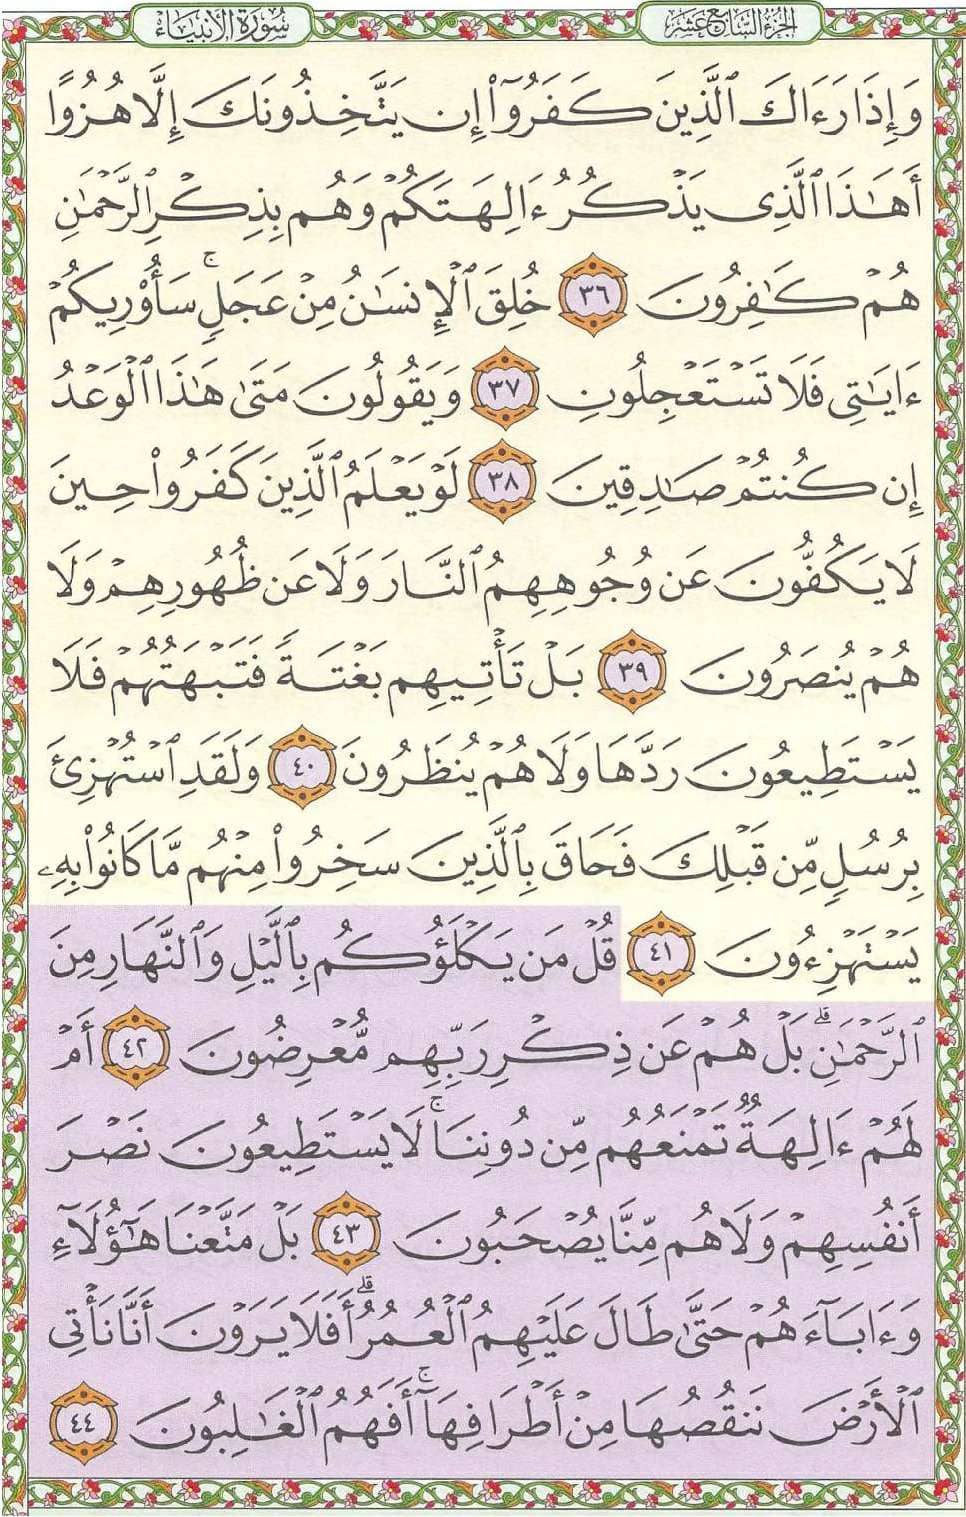 الجزء السابع عشر
سورة الأنبياء
وَإِذَا رَءَاكَ ٱلَّذِينَ كَفَرُوٓاْ إِن يَتَّخِذُونَكَ إِلَّا هُزُوًا
أَهَٰذَا ٱلَّذِى يَذۡكُرُ ءَالِهَتَكُمۡ وَهُم بِذِكۡرِ ٱلرَّحۡمَٰنِ
هُمۡ كَٰفِرُونَ ٣٦ خُلِقَ ٱلۡإِنسَٰنُ مِنۡ عَجَلٖۚ سَأُوْرِيكُمۡ
ءَايَٰتِى فَلَا تَسۡتَعۡجِلُونِ ٣٧ وَيَقُولُونَ مَتَىٰ هَٰذَا ٱلۡوَعۡدُ
إِن كُنتُمۡ صَٰدِقِينَ ٣٨ لَوۡ يَعۡلَمُ ٱلَّذِينَ كَفَرُواْ حِينَ
لَا يَكُفُّونَ عَن وُجُوهِهِمُ ٱلنَّارَ وَلَا عَن ظُهُورِهِمۡ وَلَا
هُمۡ يُنصَرُونَ ٣٩ بَلۡ تَأۡتِيهِم بَغۡتَةٗ فَتَبۡهَتُهُمۡ فَلَا
يَسۡتَطِيعُونَ رَدَّهَا وَلَا هُمۡ يُنظَرُونَ ٤٠ وَلَقَدِ ٱسۡتُهۡزِئَ
بِرُسُلٖ مِّن قَبۡلِكَ فَحَاقَ بِٱلَّذِينَ سَخِرُواْ مِنۡهُم مَّا كَانُواْ بِهِۦ
يَسۡتَهۡزِءُونَ ٤١ قُلۡ مَن يَكۡلَؤُكُم بِٱلَّيۡلِ وَٱلنَّهَارِ مِنَ
ٱلرَّحۡمَٰنِۗ بَلۡ هُمۡ عَن ذِكۡرِ رَبِّهِم مُّعۡرِضُونَ ٤٢ أَمۡ
لَهُمۡ ءَالِهَةٞ تَمۡنَعُهُم مِّن دُونِنَاۚ لَا يَسۡتَطِيعُونَ نَصۡرَ
أَنفُسِهِمۡ وَلَا هُم مِّنَّا يُصۡحَبُونَ ٤٣ بَلۡ مَتَّعۡنَا هَٰٓؤُلَآءِ
وَءَابَآءَهُمۡ حَتَّىٰ طَالَ عَلَيۡهِمُ ٱلۡعُمُرُۗ أَفَلَا يَرَوۡنَ أَنَّا نَأۡتِى
ٱلۡأَرۡضَ نَنقُصُهَا مِنۡ أَطۡرَافِهَآۚ أَفَهُمُ ٱلۡغَٰلِبُونَ ٤٤